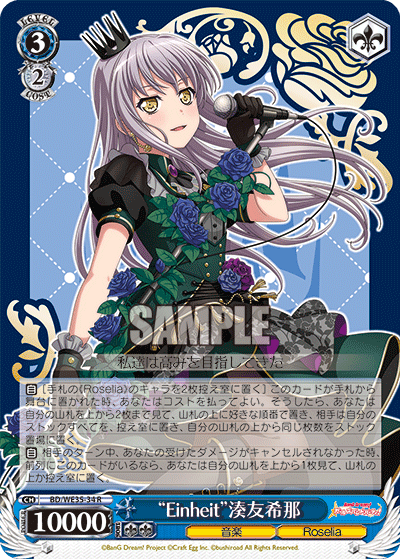 LEVEL
3
2
COST
SAMPLE
私達は高みを目指してきた
自［手札の《Roselia》のキャラを2枚控え室に置く］ このカードが手札から
舞台に置かれた時、あなたはコストを払ってよい。そうしたら、あなたは
自分の山札を上から2枚まで見て、山札の上に好きな順番で置き、相手は自分の
ストックすべてを、控え室に置き、自分の山札の上から同じ枚数をストック
置場に置く。
自 相手のターン中、あなたの受けたダメージがキャンセルされなかった時、
前列にこのカードがいるなら、あなたは自分の山札を上から1枚見て、山札の
上か下に置く。
CH
BD/WE35-34 R
10000
“Einheit”湊友希那
音楽
Roselia
©BanG Dream! Project ©Craft Egg Inc. ©bushiroad All Rights Reserved.